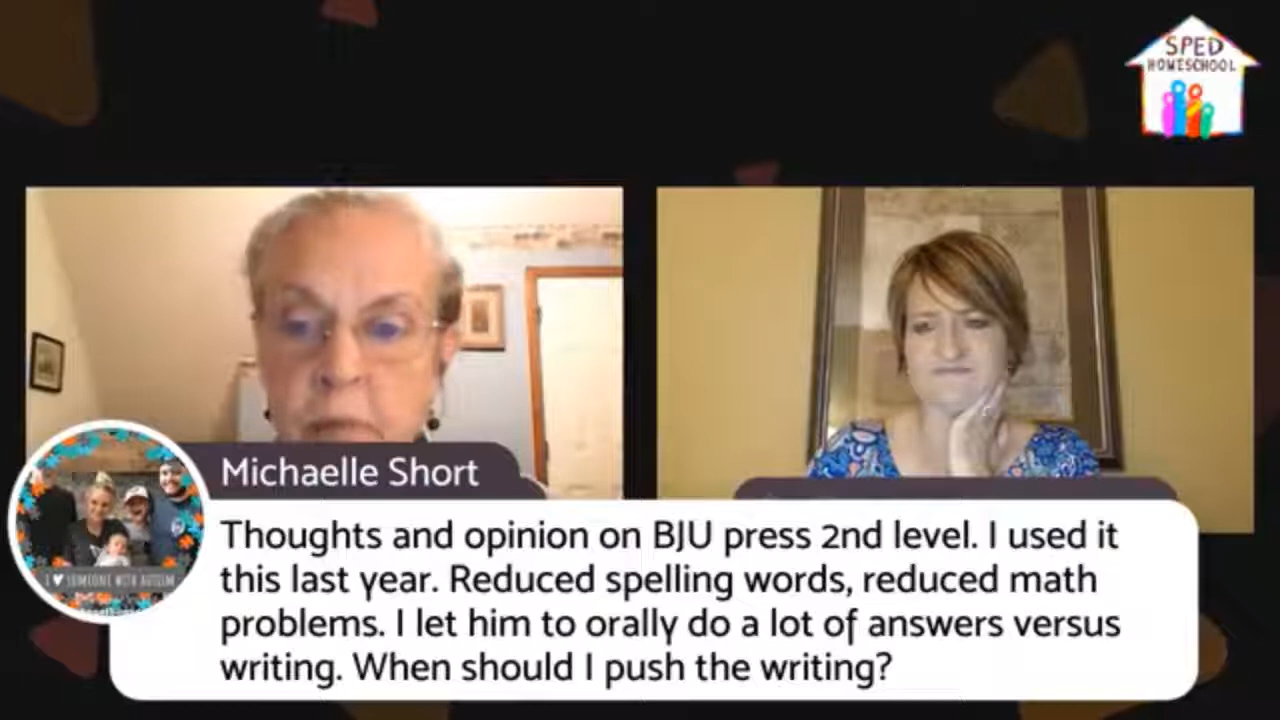 SPED
HOMESCHOOL
Michaelle Short
I ♥ SOMEONE WITH AUTISM
Thoughts and opinion on BJU press 2nd level. I used it
this last year. Reduced spelling words, reduced math
problems. I let him to orally do a lot of answers versus
writing. When should I push the writing?